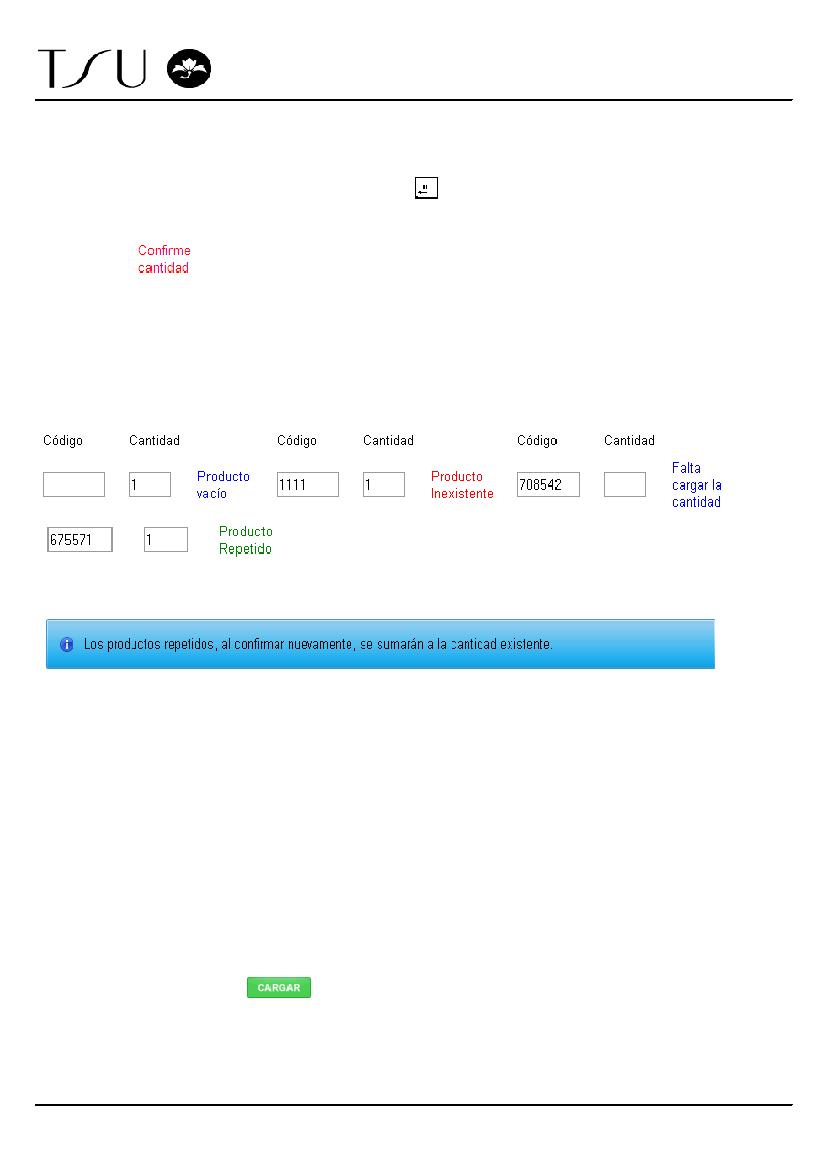 TSU
Confirme
cantidad
Código Cantidad Código Cantidad Código Cantidad
1 Producto vacío 1111 1 Producto Inexistente 708542 Falta cargar la cantidad
675571 1 Producto Repetido
Los productos repetidos, al confirmar nuevamente, se sumarán a la canticad existente.
CARGAR